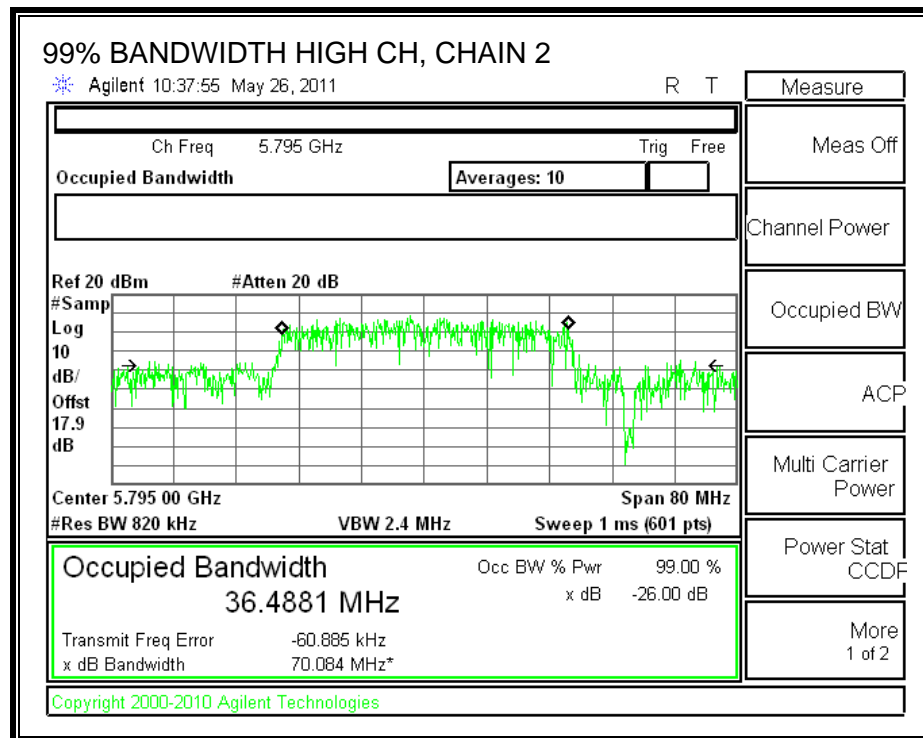 99% BANDWIDTH HIGH CH, CHAIN 2
Agilent 10:37:55 May 26, 2011 R T
Measure
Ch Freq 5.795 GHz Trig Free
Meas Off
Occupied Bandwidth Averages: 10
Channel Power
Ref 20 dBm #Atten 20 dB
#Samp
Log
10
dB/
Offst
17.9
dB
Occupied BW
ACP
Multi Carrier
Power
Center 5.795 00 GHz Span 80 MHz
#Res BW 820 kHz VBW 2.4 MHz Sweep 1 ms (601 pts)
Power Stat
CCDF
Occupied Bandwidth Occ BW % Pwr 99.00 %
36.4881 MHz x dB -26.00 dB
Transmit Freq Error -60.885 kHz
x dB Bandwidth 70.084 MHz*
More
1 of 2
Copyright 2000-2010 Agilent Technologies